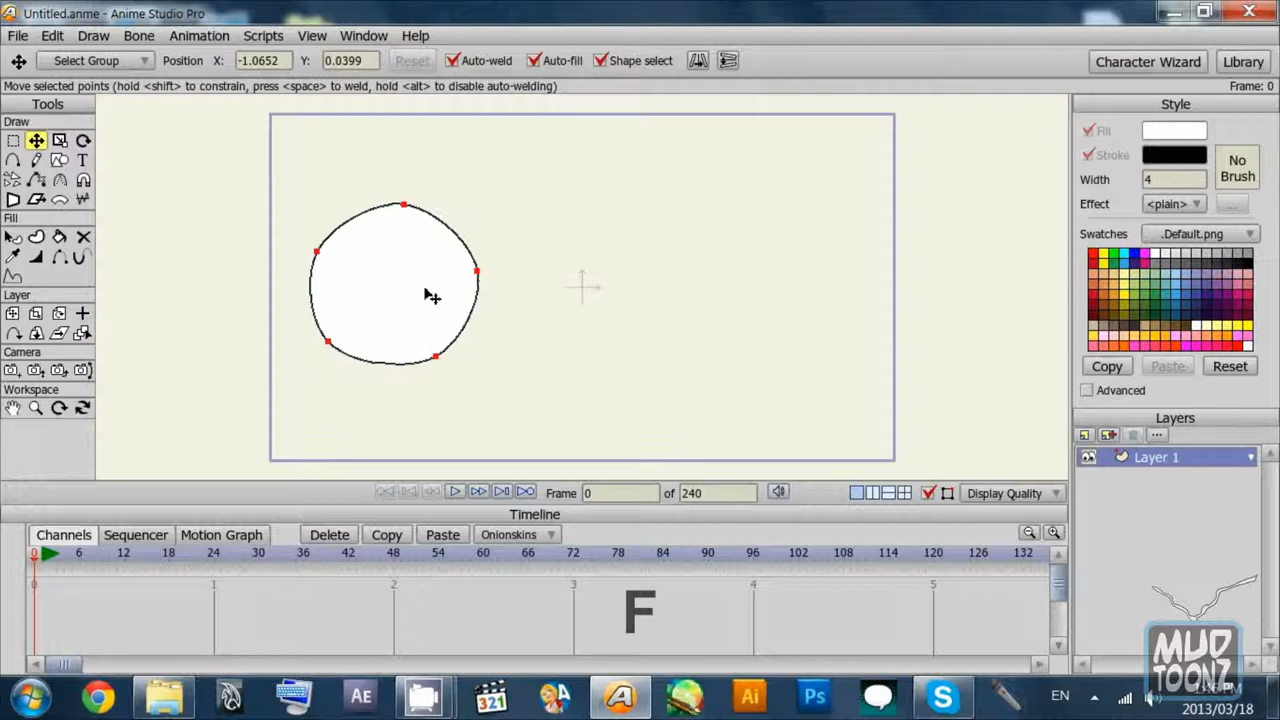 Untitled.anme - Anime Studio Pro
File Edit Draw Bone Animation Scripts View Window Help
Select Group Position X: -1.0652 Y: 0.0399 Reset Auto-weld Auto-fill Shape select Character Wizard Library
Move selected points (hold <shift> to constrain, press <space> to weld, hold <alt> to disable auto-welding) Frame: 0
Tools
Draw
T
Fill
Layer
Camera
Workspace
Style
Fill
Stroke
No Brush
Width 4
Effect <plain> ...
Swatches .Default.png
Copy Paste Reset
Advanced
Layers
...
Layer 1
Frame 0 of 240 Display Quality
Timeline
Channels Sequencer Motion Graph Delete Copy Paste Onionskins
0 6 12 18 24 30 36 42 48 54 60 66 72 78 84 90 96 102 108 114 120 126 132
0 1 2 3 4 5
F
MUD TOONZ
Ae 321 Ai Ps S EN
2013/03/18